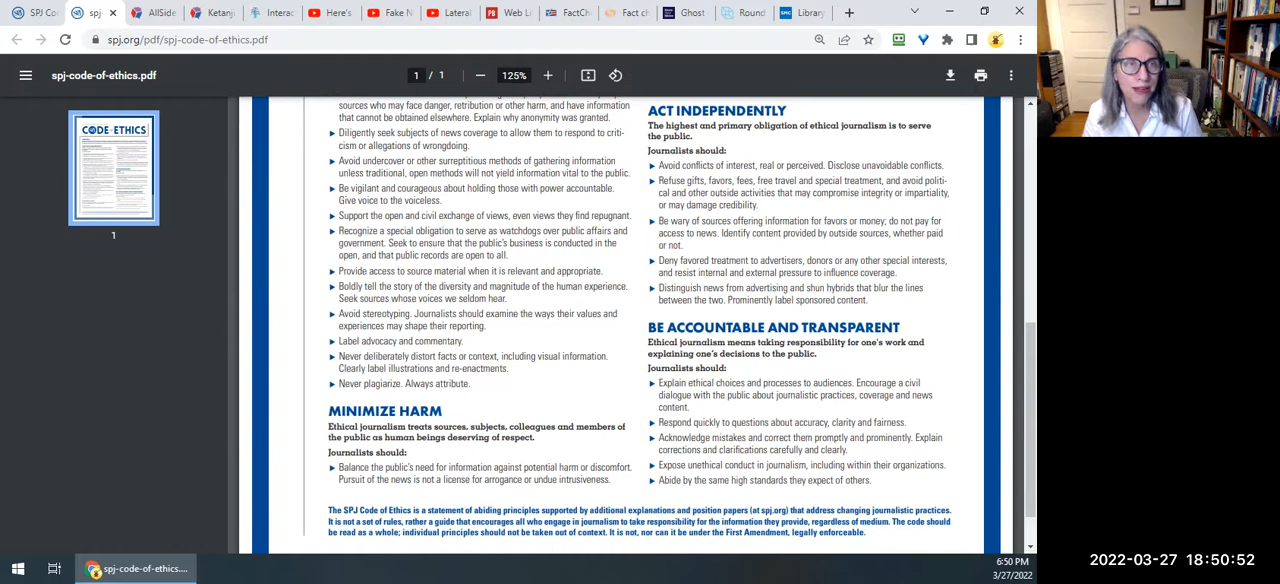 SPJ Co
spj-
AllSide
Ketanji
Interac
Here's
Fake N
Lateral
Web Li
FactCh
Fact ch
Ghost
Round
Library
spj.org/pdf/spj-code-of-ethics.pdf
spj-code-of-ethics.pdf
1 / 1
125%
CODE of ETHICS
1
sources who may face danger, retribution or other harm, and have information
that cannot be obtained elsewhere. Explain why anonymity was granted.
Diligently seek subjects of news coverage to allow them to respond to criti-
cism or allegations of wrongdoing.
Avoid undercover or other surreptitious methods of gathering information
unless traditional, open methods will not yield information vital to the public.
Be vigilant and courageous about holding those with power accountable.
Give voice to the voiceless.
Support the open and civil exchange of views, even views they find repugnant.
Recognize a special obligation to serve as watchdogs over public affairs and
government. Seek to ensure that the public's business is conducted in the
open, and that public records are open to all.
Provide access to source material when it is relevant and appropriate.
Boldly tell the story of the diversity and magnitude of the human experience.
Seek sources whose voices we seldom hear.
Avoid stereotyping. Journalists should examine the ways their values and
experiences may shape their reporting.
Label advocacy and commentary.
Never deliberately distort facts or context, including visual information.
Clearly label illustrations and re-enactments.
Never plagiarize. Always attribute.
MINIMIZE HARM
Ethical journalism treats sources, subjects, colleagues and members of
the public as human beings deserving of respect.
Journalists should:
Balance the public's need for information against potential harm or discomfort.
Pursuit of the news is not a license for arrogance or undue intrusiveness.
ACT INDEPENDENTLY
The highest and primary obligation of ethical journalism is to serve
the public.
Journalists should:
Avoid conflicts of interest, real or perceived. Disclose unavoidable conflicts.
Refuse gifts, favors, fees, free travel and special treatment, and avoid politi-
cal and other outside activities that may compromise integrity or impartiality,
or may damage credibility.
Be wary of sources offering information for favors or money; do not pay for
access to news. Identify content provided by outside sources, whether paid
or not.
Deny favored treatment to advertisers, donors or any other special interests,
and resist internal and external pressure to influence coverage.
Distinguish news from advertising and shun hybrids that blur the lines
between the two. Prominently label sponsored content.
BE ACCOUNTABLE AND TRANSPARENT
Ethical journalism means taking responsibility for one's work and
explaining one's decisions to the public.
Journalists should:
Explain ethical choices and processes to audiences. Encourage a civil
dialogue with the public about journalistic practices, coverage and news
content.
Respond quickly to questions about accuracy, clarity and fairness.
Acknowledge mistakes and correct them promptly and prominently. Explain
corrections and clarifications carefully and clearly.
Expose unethical conduct in journalism, including within their organizations.
Abide by the same high standards they expect of others.
The SPJ Code of Ethics is a statement of abiding principles supported by additional explanations and position papers (at spj.org) that address changing journalistic practices.
It is not a set of rules, rather a guide that encourages all who engage in journalism to take responsibility for the information they provide, regardless of medium. The code should
be read as a whole; individual principles should not be taken out of context. It is not, nor can it be under the First Amendment, legally enforceable.
spj-code-of-ethics....
6:50 PM
3/27/2022
2022-03-27 18:50:52